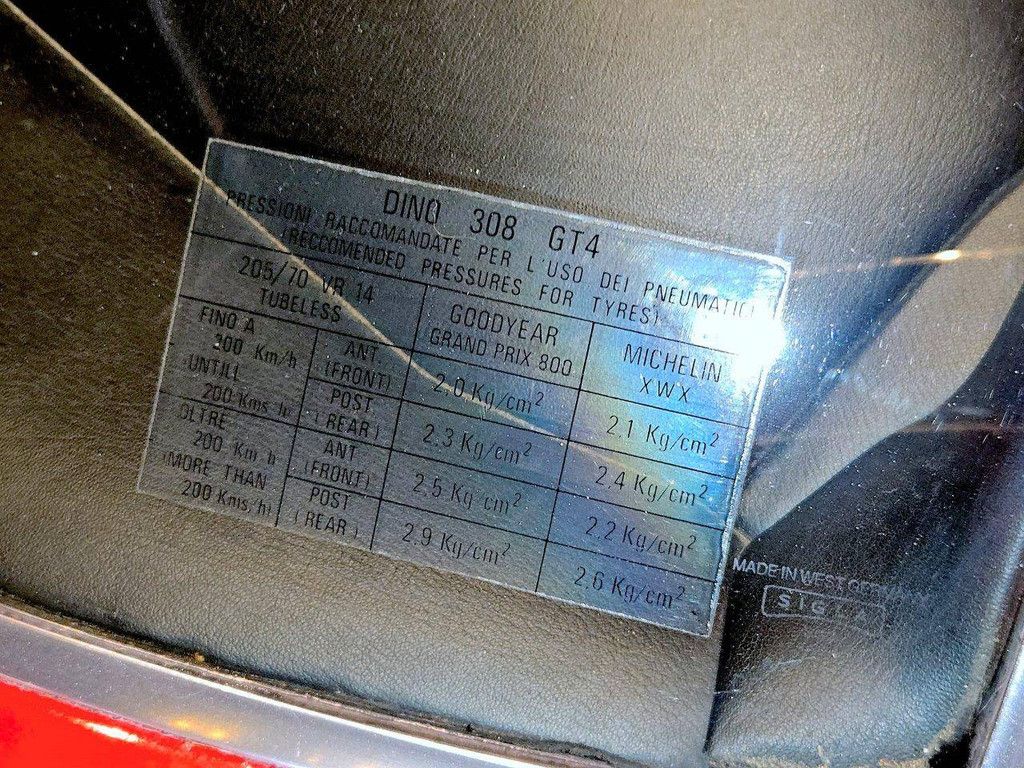 DINO 308 GT4
PRESSIONI RACCOMANDATE PER L'USO DEI PNEUMATICI
(RECCOMENDED PRESSURES FOR TYRES)
205/70 VR 14
TUBELESS
GOODYEAR
GRAND PRIX 800
MICHELIN
XWX
FINO A
200 Km/h
UNTILL
200 Kms/h
ANT
(FRONT)
2.0 Kg/cm²
2.1 Kg/cm²
POST
(REAR)
2.3 Kg/cm²
2.4 Kg/cm²
OLTRE
200 Km/h
(MORE THAN
200 Kms/h)
ANT
(FRONT)
2.5 Kg/cm²
2.2 Kg/cm²
POST
(REAR)
2.9 Kg/cm²
2.6 Kg/cm²
MADE IN WEST GERMANY
SIGLA